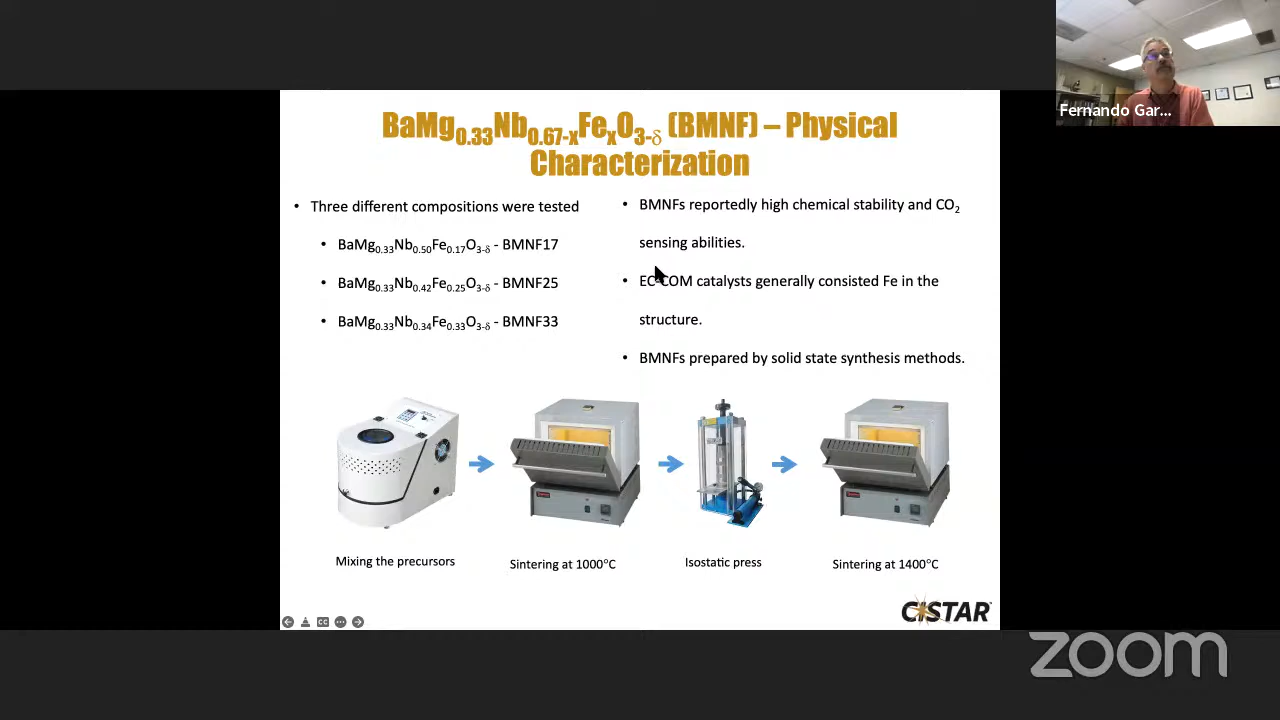 Fernando Gar...
BaMg0.33Nb0.67-xFexO3-δ (BMNF) – Physical
Characterization
• Three different compositions were tested
• BaMg0.33Nb0.50Fe0.17O3-δ - BMNF17
• BaMg0.33Nb0.42Fe0.25O3-δ - BMNF25
• BaMg0.33Nb0.34Fe0.33O3-δ - BMNF33
• BMNFs reportedly high chemical stability and CO2
sensing abilities.
• EC-COM catalysts generally consisted Fe in the
structure.
• BMNFs prepared by solid state synthesis methods.
Mixing the precursors
Sintering at 1000°C
Isostatic press
Sintering at 1400°C
CISTAR
CC
zoom